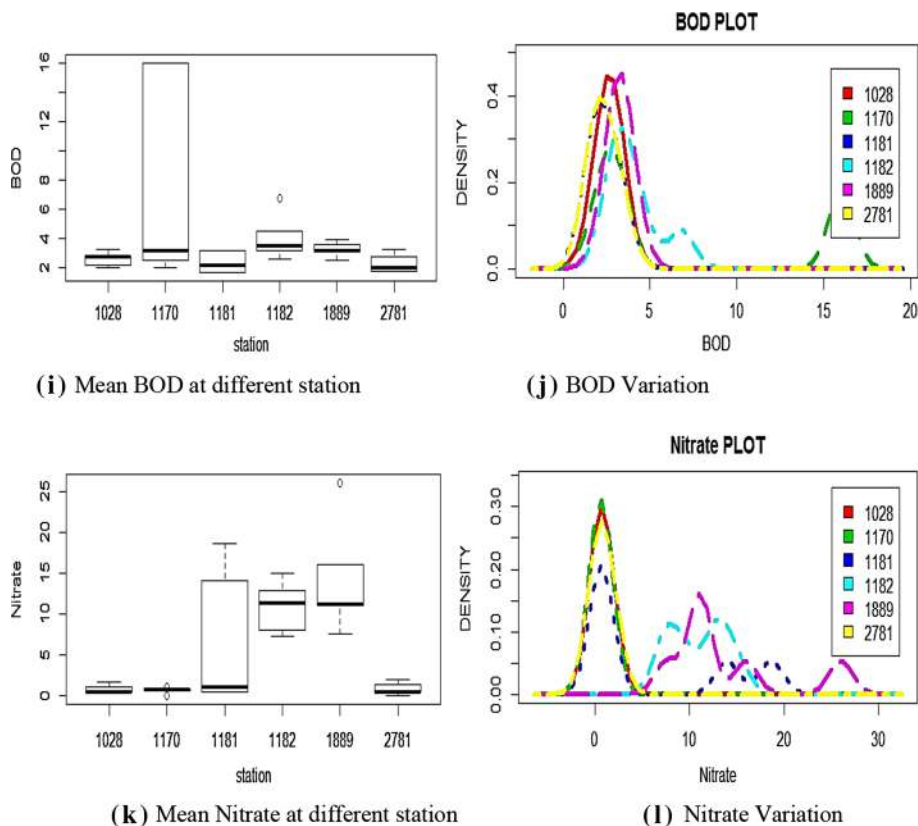 BOD PLOT
BOD
16
12
8
4
2
1028 1170 1181 1182 1889 2781
station
DENSITY
0.4
0.2
0.0
1028
1170
1181
1182
1889
2781
0 5 10 15 20
BOD
(i) Mean BOD at different station
(j) BOD Variation
Nitrate
25
20
15
10
5
0
1028 1170 1181 1182 1889 2781
station
Nitrate PLOT
DENSITY
0.30
0.20
0.10
0.00
1028
1170
1181
1182
1889
2781
0 10 20 30
Nitrate
(k) Mean Nitrate at different station
(l) Nitrate Variation